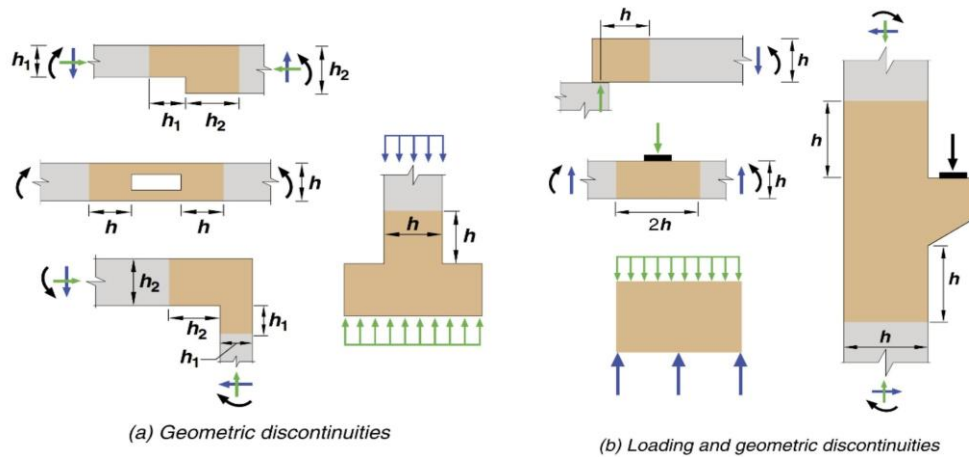 h₁
h₂
h₁
h₂
h
h
h
h
h
h₂
h₂
h₁
h₁
(a) Geometric discontinuities
h
h
h
2h
h
h
h
(b) Loading and geometric discontinuities